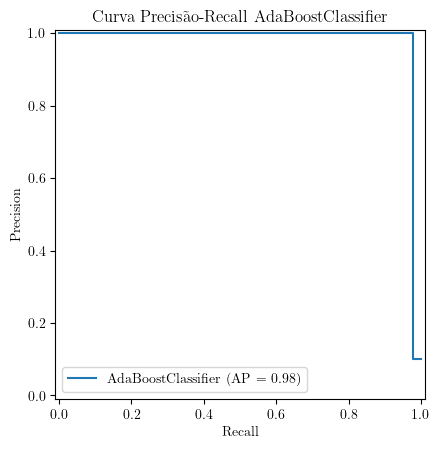 Curva Precisão-Recall AdaBoostClassifier
1.0
0.8
0.6
0.4
0.2
0.0
Precision
AdaBoostClassifier (AP = 0.98)
0.0 0.2 0.4 0.6 0.8 1.0
Recall